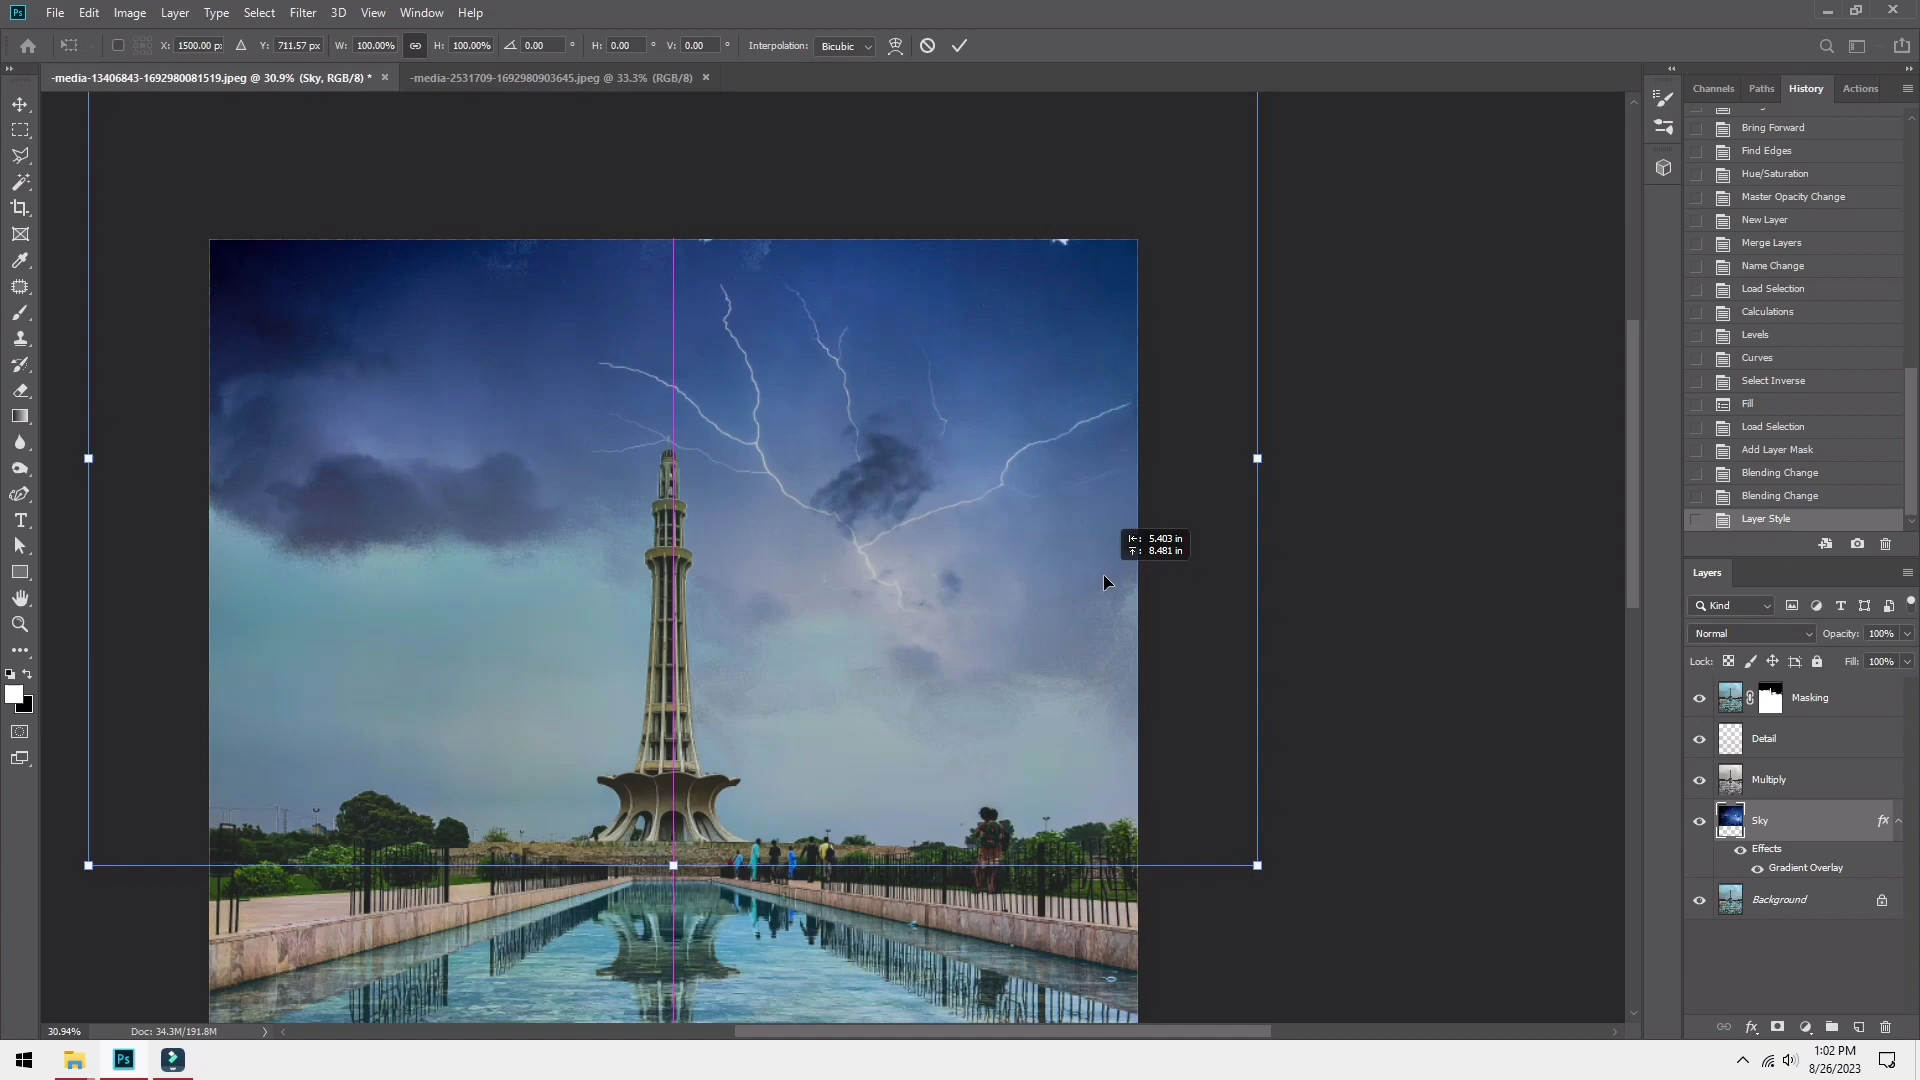 Ps File Edit Image Layer Type Select Filter 3D View Window Help
X: 1500.00 px Y: 711.57 px W: 100.00% H: 100.00% 0.00 ° H: 0.00 ° V: 0.00 ° Interpolation: Bicubic
-media-13406843-1692980081519.jpeg @ 30.9% (Sky, RGB/8) * × -media-2531709-1692980903645.jpeg @ 33.3% (RGB/8) ×
Channels Paths History Actions
Bring Forward
Find Edges
Hue/Saturation
Master Opacity Change
New Layer
Merge Layers
Name Change
Load Selection
Calculations
Levels
Curves
Select Inverse
Fill
Load Selection
Add Layer Mask
Blending Change
Blending Change
Layer Style
: 5.403 in
: 8.481 in
Layers
Kind
Normal Opacity: 100%
Lock: Fill: 100%
Masking
Detail
Multiply
Sky fx
Effects
Gradient Overlay
Background
30.94% Doc: 34.3M/191.8M
fx
Ps
1:02 PM
8/26/2023